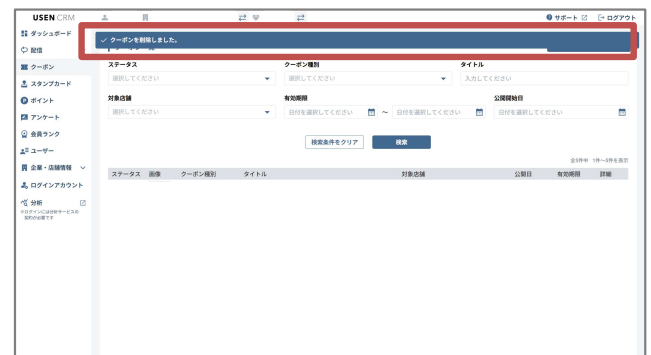 USEN CRM
サポート
ログアウト
ダッシュボード
配信
クーポン
スタンプカード
ポイント
アンケート
会員ランク
ユーザー
企業・店舗情報
ログインアカウント
分析
※ログインには分析サービスの
契約が必要です
クーポンを削除しました。
ステータス クーポン種別 タイトル
選択してください 選択してください 入力してください
対象店舗 有効期限 公開開始日
選択してください 日付を選択してください ～ 日付を選択してください 日付を選択してください
検索条件をクリア 検索
全5件中 1件〜5件を表示
ステータス 画像 クーポン種別 タイトル 対象店舗 公開日 有効期限 詳細